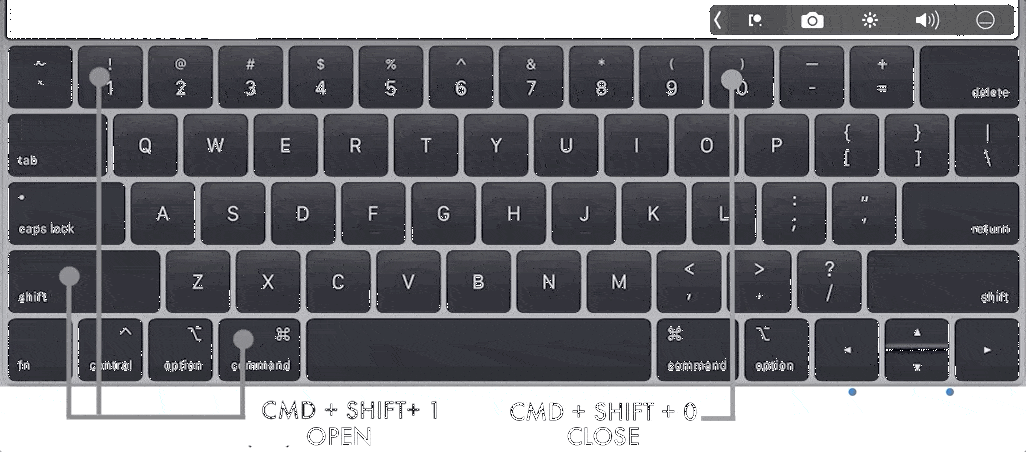 ~ ! @ # $ % ^ & * ( ) — +
` 1 2 3 4 5 6 7 8 9 0 - = delete
tab Q W E R T Y U I O P { [ } ] | \
caps lock A S D F G H J K L : ; " ' return
shift Z X C V B N M < , > . ? / shift
fn control option command command option
CMD + SHIFT+ 1
OPEN
CMD + SHIFT + 0
CLOSE